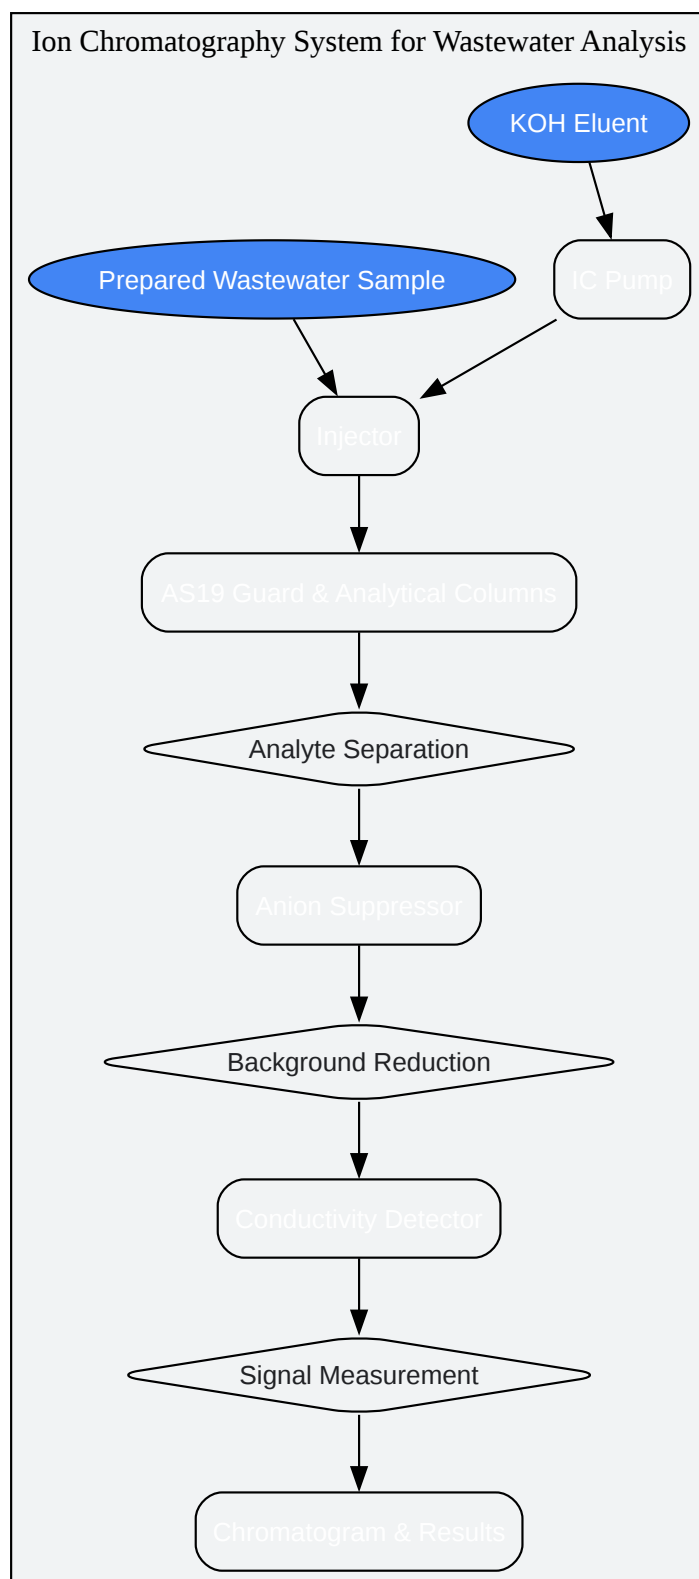 Ion Chromatography System for Wastewater Analysis
KOH Eluent
Prepared Wastewater Sample
IC Pump
Injector
AS19 Guard & Analytical Columns
Analyte Separation
Anion Suppressor
Background Reduction
Conductivity Detector
Signal Measurement
Chromatogram & Results